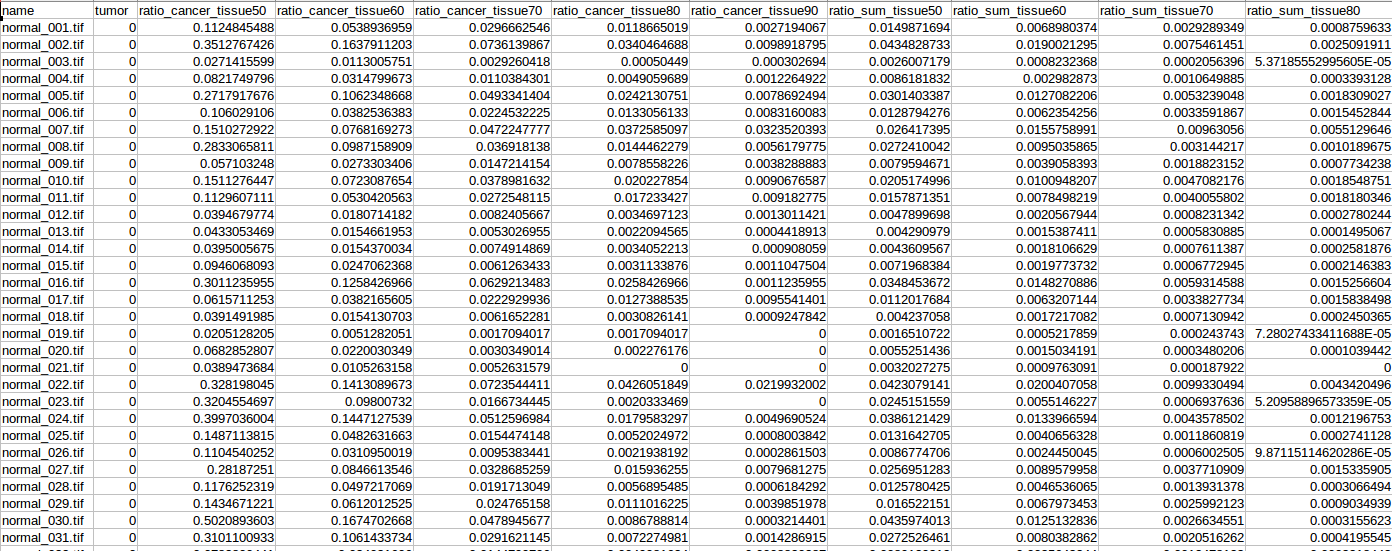 name tumor ratio_cancer_tissue50 ratio_cancer_tissue60 ratio_cancer_tissue70 ratio_cancer_tissue80 ratio_cancer_tissue90 ratio_sum_tissue50 ratio_sum_tissue60 ratio_sum_tissue70 ratio_sum_tissue80
normal_001.tif 0 0.1124845488 0.0538936959 0.0296662546 0.0118665019 0.0027194067 0.0149871694 0.0068980374 0.0029289349 0.0008759633
normal_002.tif 0 0.3512767426 0.1637911203 0.0736139867 0.0340464688 0.0098918795 0.0434828733 0.0190021295 0.0075461451 0.0025091911
normal_003.tif 0 0.0271415599 0.0113005751 0.0029260418 0.00050449 0.000302694 0.0026007179 0.0008232368 0.0002056396 5.37185552995605E-05
normal_004.tif 0 0.0821749796 0.0314799673 0.0110384301 0.0049059689 0.0012264922 0.0086181832 0.002982873 0.0010649885 0.0003393128
normal_005.tif 0 0.2717917676 0.1062348668 0.0493341404 0.0242130751 0.0078692494 0.0301403387 0.0127082206 0.0053239048 0.0018309027
normal_006.tif 0 0.106029106 0.0382536383 0.0224532225 0.0133056133 0.0083160083 0.0128794276 0.0062354256 0.0033591867 0.0015452844
normal_007.tif 0 0.1510272922 0.0768169273 0.0472247777 0.0372585097 0.0323520393 0.026417395 0.0155758991 0.00963056 0.0055129646
normal_008.tif 0 0.2833065811 0.0987158909 0.036918138 0.0144462279 0.0056179775 0.0272410042 0.0095035865 0.003144217 0.0010189675
normal_009.tif 0 0.057103248 0.0273303406 0.0147214154 0.0078558226 0.0038288883 0.0079594671 0.0039058393 0.0018823152 0.0007734238
normal_010.tif 0 0.1511276447 0.0723087654 0.0378981632 0.020227854 0.0090676587 0.0205174996 0.0100948207 0.0047082176 0.0018548751
normal_011.tif 0 0.1129607111 0.0530420563 0.0272548115 0.017233427 0.009182775 0.0157871351 0.0078498219 0.0040055802 0.0018180346
normal_012.tif 0 0.0394679774 0.0180714182 0.0082405667 0.0034697123 0.0013011421 0.0047899698 0.0020567944 0.0008231342 0.0002780244
normal_013.tif 0 0.0433053469 0.0154661953 0.0053026955 0.0022094565 0.0004418913 0.004290979 0.0015387411 0.0005830885 0.0001495067
normal_014.tif 0 0.0395005675 0.0154370034 0.0074914869 0.0034052213 0.000908059 0.0043609567 0.0018106629 0.0007611387 0.0002581876
normal_015.tif 0 0.0946068093 0.0247062368 0.0061263433 0.0031133876 0.0011047504 0.0071968384 0.0019773732 0.0006772945 0.0002146383
normal_016.tif 0 0.3011235955 0.1258426966 0.0629213483 0.0258426966 0.0011235955 0.0348453672 0.0148270886 0.0059314588 0.0015256604
normal_017.tif 0 0.0615711253 0.0382165605 0.0222929936 0.0127388535 0.0095541401 0.0112017684 0.0063207144 0.0033827734 0.0015838498
normal_018.tif 0 0.0391491985 0.0154130703 0.0061652281 0.0030826141 0.0009247842 0.004237058 0.0017217082 0.0007130942 0.0002450365
normal_019.tif 0 0.0205128205 0.0051282051 0.0017094017 0.0017094017 0 0.0016510722 0.0005217859 0.000243743 7.28027433411688E-05
normal_020.tif 0 0.0682852807 0.0220030349 0.0030349014 0.002276176 0 0.0055251436 0.0015034191 0.0003480206 0.0001039442
normal_021.tif 0 0.0389473684 0.0105263158 0.0052631579 0 0 0.0032027275 0.0009763091 0.000187922 0
normal_022.tif 0 0.328198045 0.1413089673 0.0723544411 0.0426051849 0.0219932002 0.0423079141 0.0200407058 0.0099330494 0.0043420496
normal_023.tif 0 0.3204554697 0.09800732 0.0166734445 0.0020333469 0 0.0245151559 0.0055146227 0.0006937636 5.20958896573359E-05
normal_024.tif 0 0.3997036004 0.1447127539 0.0512596984 0.0179583297 0.0049690524 0.0386121429 0.0133966594 0.0043578502 0.0012196753
normal_025.tif 0 0.1487113815 0.0482631663 0.0154474148 0.0052024972 0.0008003842 0.0131642705 0.0040656328 0.0011860819 0.0002741128
normal_026.tif 0 0.1104540252 0.0310950019 0.0095383441 0.0021938192 0.0002861503 0.0086774706 0.0024450045 0.0006002505 9.87115114620286E-05
normal_027.tif 0 0.28187251 0.0846613546 0.0328685259 0.015936255 0.0079681275 0.0256951283 0.0089579958 0.0037710909 0.0015335905
normal_028.tif 0 0.1176252319 0.0497217069 0.0191713049 0.0056895485 0.0006184292 0.0125780425 0.0046536065 0.0013931378 0.0003066494
normal_029.tif 0 0.1434671221 0.0612012525 0.024765158 0.0111016225 0.0039851978 0.016522151 0.0067973453 0.0025992123 0.0009034939
normal_030.tif 0 0.5020893603 0.1674702668 0.0478945677 0.0086788814 0.0003214401 0.0435974013 0.0125132836 0.0026634551 0.0003155623
normal_031.tif 0 0.3101100933 0.1061433734 0.0291621145 0.0072274981 0.0014286915 0.0272526461 0.0080382862 0.0020516262 0.0004195545